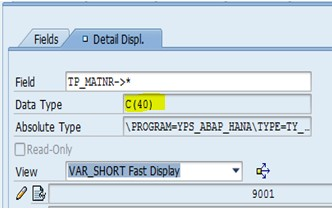 Fields
Detail Displ.
Field TP_MATNR->*
Data Type C(40)
Absolute Type \PROGRAM=YPS_ABAP_HANA\TYPE=TY_…
Read-Only
View VAR_SHORT Fast Display
9001